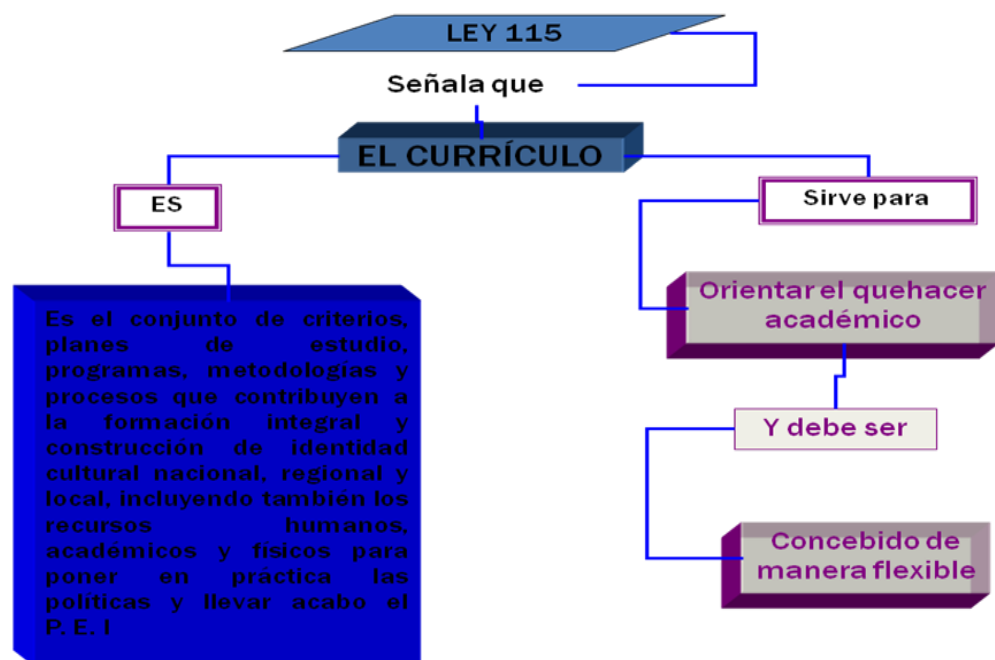 LEY 115
Señala que
EL CURRÍCULO
ES
Es el conjunto de criterios,
planes de estudio,
programas, metodologías y
procesos que contribuyen a
la formación integral y
construcción de identidad
cultural nacional, regional y
local, incluyendo también los
recursos humanos,
académicos y físicos para
poner en práctica las
políticas y llevar acabo el
P. E. I
Sirve para
Orientar el quehacer
académico
Y debe ser
Concebido de
manera flexible